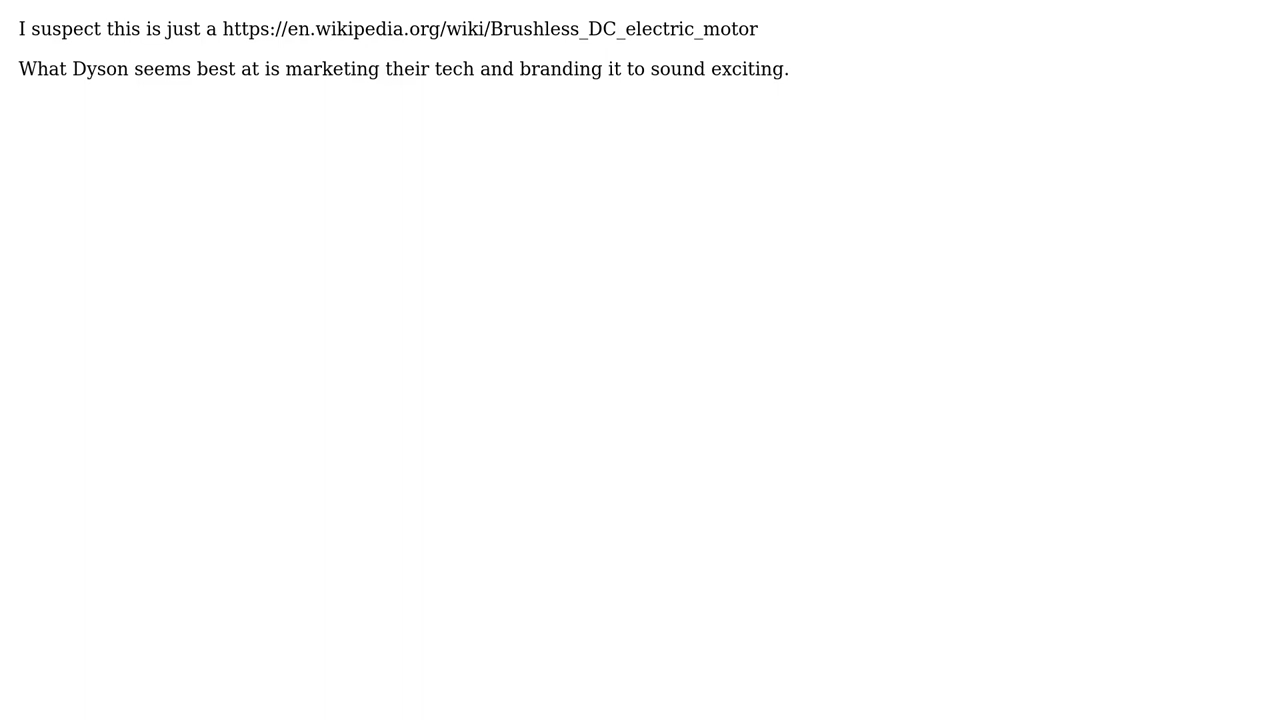 I suspect this is just a https://en.wikipedia.org/wiki/Brushless_DC_electric_motor
What Dyson seems best at is marketing their tech and branding it to sound exciting.